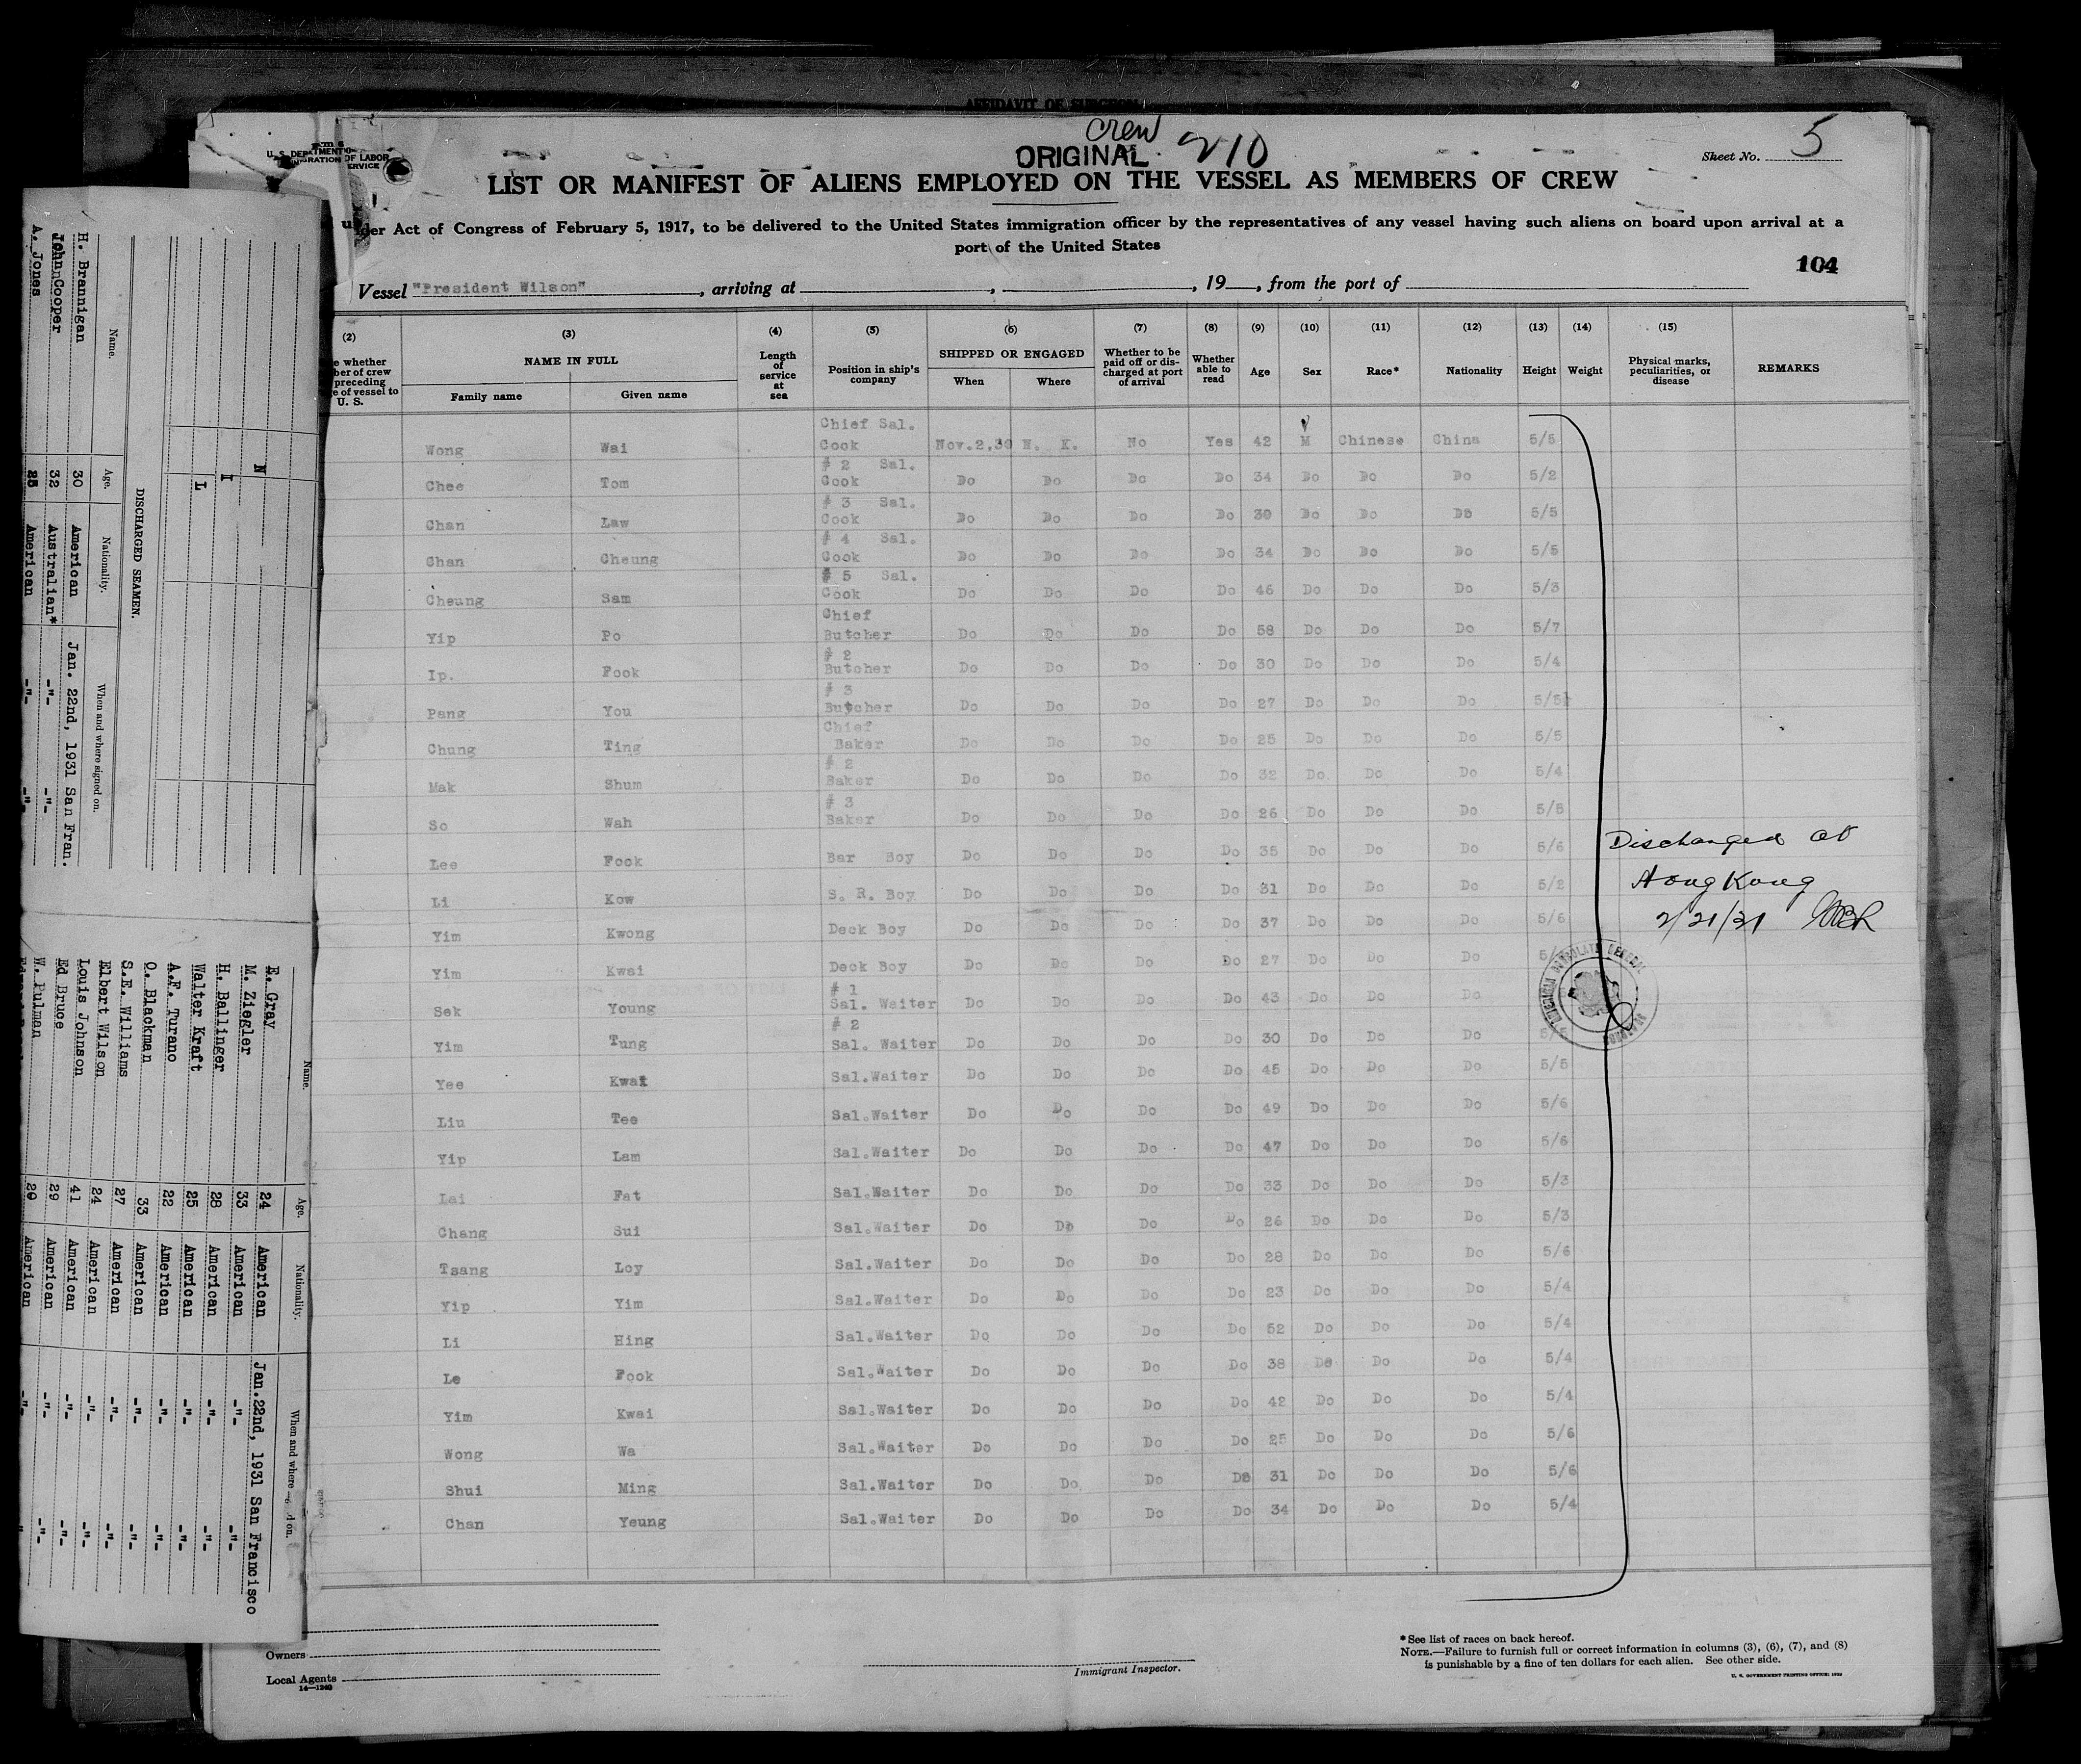 AFFIDAVIT OF SURGEON
Crew
ORIGINAL 210
Sheet No. 5
U. S. DEPARTMENT OF LABOR
SERVICE
LIST OR MANIFEST OF ALIENS EMPLOYED ON THE VESSEL AS MEMBERS OF CREW
under Act of Congress of February 5, 1917, to be delivered to the United States immigration officer by the representatives of any vessel having such aliens on board upon arrival at a
port of the United States
104
Vessel "President Wilson", arriving at , , 19 , from the port of
(2) (3) (4) (5) (6) (7) (8) (9) (10) (11) (12) (13) (14) (15)
whether
ber of crew
preceding
e of vessel to
U. S.
NAME IN FULL
Family name Given name
Length of service at sea
Position in ship's company
SHIPPED OR ENGAGED
When Where
Whether to be paid off or discharged at port of arrival
Whether able to read
Age Sex Race* Nationality Height Weight
Physical marks, peculiarities, or disease
REMARKS
Wong Wai Chief Sal. Cook Nov.2,30 H. K. No Yes 42 M Chinese China 5/5
Chee Tom # 2 Sal. Cook Do Do Do Do 34 Do Do Do 5/2
Chan Law # 3 Sal. Cook Do Do Do Do 30 Do Do Do 5/5
Chan Cheung # 4 Sal. Cook Do Do Do Do 34 Do Do Do 5/5
Cheung Sam # 5 Sal. Cook Do Do Do Do 46 Do Do Do 5/3
Yip Po Chief Butcher Do Do Do Do 58 Do Do Do 5/7
Ip. Fook # 2 Butcher Do Do Do Do 30 Do Do Do 5/4
Pang You # 3 Butcher Do Do Do Do 27 Do Do Do 5/5½
Chung Ting Chief Baker Do Do Do Do 25 Do Do Do 5/5
Mak Shum # 2 Baker Do Do Do Do 32 Do Do Do 5/4
So Wah # 3 Baker Do Do Do Do 26 Do Do Do 5/5
Lee Fook Bar Boy Do Do Do Do 35 Do Do Do 5/6
Li Kow S. R. Boy Do Do Do Do 31 Do Do Do 5/2
Yim Kwong Deck Boy Do Do Do Do 37 Do Do Do 5/6
Yim Kwai Deck Boy Do Do Do Do 27 Do Do Do
Sek Young # 1 Sal. Waiter Do Do Do Do 43 Do Do Do
Yim Tung # 2 Sal. Waiter Do Do Do Do 30 Do Do Do
Yee Kwai Sal.Waiter Do Do Do Do 45 Do Do Do 5/5
Liu Tee Sal.Waiter Do Do Do Do 49 Do Do Do 5/6
Yip Lam Sal.Waiter Do Do Do Do 47 Do Do Do 5/6
Lai Fat Sal.Waiter Do Do Do Do 33 Do Do Do 5/3
Chang Sui Sal.Waiter Do Do Do Do 26 Do Do Do 5/3
Tsang Loy Sal.Waiter Do Do Do Do 28 Do Do Do 5/6
Yip Yim Sal.Waiter Do Do Do Do 23 Do Do Do 5/4
Li Hing Sal.Waiter Do Do Do Do 52 Do Do Do 5/4
Le Fook Sal.Waiter Do Do Do Do 38 Do Do Do 5/4
Yim Kwai Sal.Waiter Do Do Do Do 42 Do Do Do 5/4
Wong Wa Sal.Waiter Do Do Do Do 25 Do Do Do 5/6
Shui Ming Sal.Waiter Do Do Do Do 31 Do Do Do 5/6
Chan Yeung Sal.Waiter Do Do Do Do 34 Do Do Do 5/4
Discharged at
Hong Kong
2/21/31
Owners
Local Agents
14—1240
Immigrant Inspector.
*See list of races on back hereof.
NOTE.—Failure to furnish full or correct information in columns (3), (6), (7), and (8)
is punishable by a fine of ten dollars for each alien. See other side.
U. S. GOVERNMENT PRINTING OFFICE: 1929
N
I
L
DISCHARGED SEAMEN.
Name. Age. Nationality. When and where signed on.
H. Brannigan 30 American Jan. 22nd, 1931 San Fran.
John Cooper 32 Australian* -"- -"-
A. Jones 25 American -"- -"-
Name. Age. Nationality. When and where signed on.
E. Gray 24 American Jan.22nd, 1931 San Francisco
M. Ziegler 33 American -"- -"-
H. Ballinger 28 American -"- -"-
Walter Kraft 25 American -"- -"-
A.F. Turano 22 American -"- -"-
O. Blackman 33 American -"- -"-
S.E. Williams 27 American -"- -"-
Elbert Wilson 24 American -"- -"-
Louis Johnson 41 American -"- -"-
Ed Bruce 29 American -"- -"-
W. Pulman 20 American -"- "